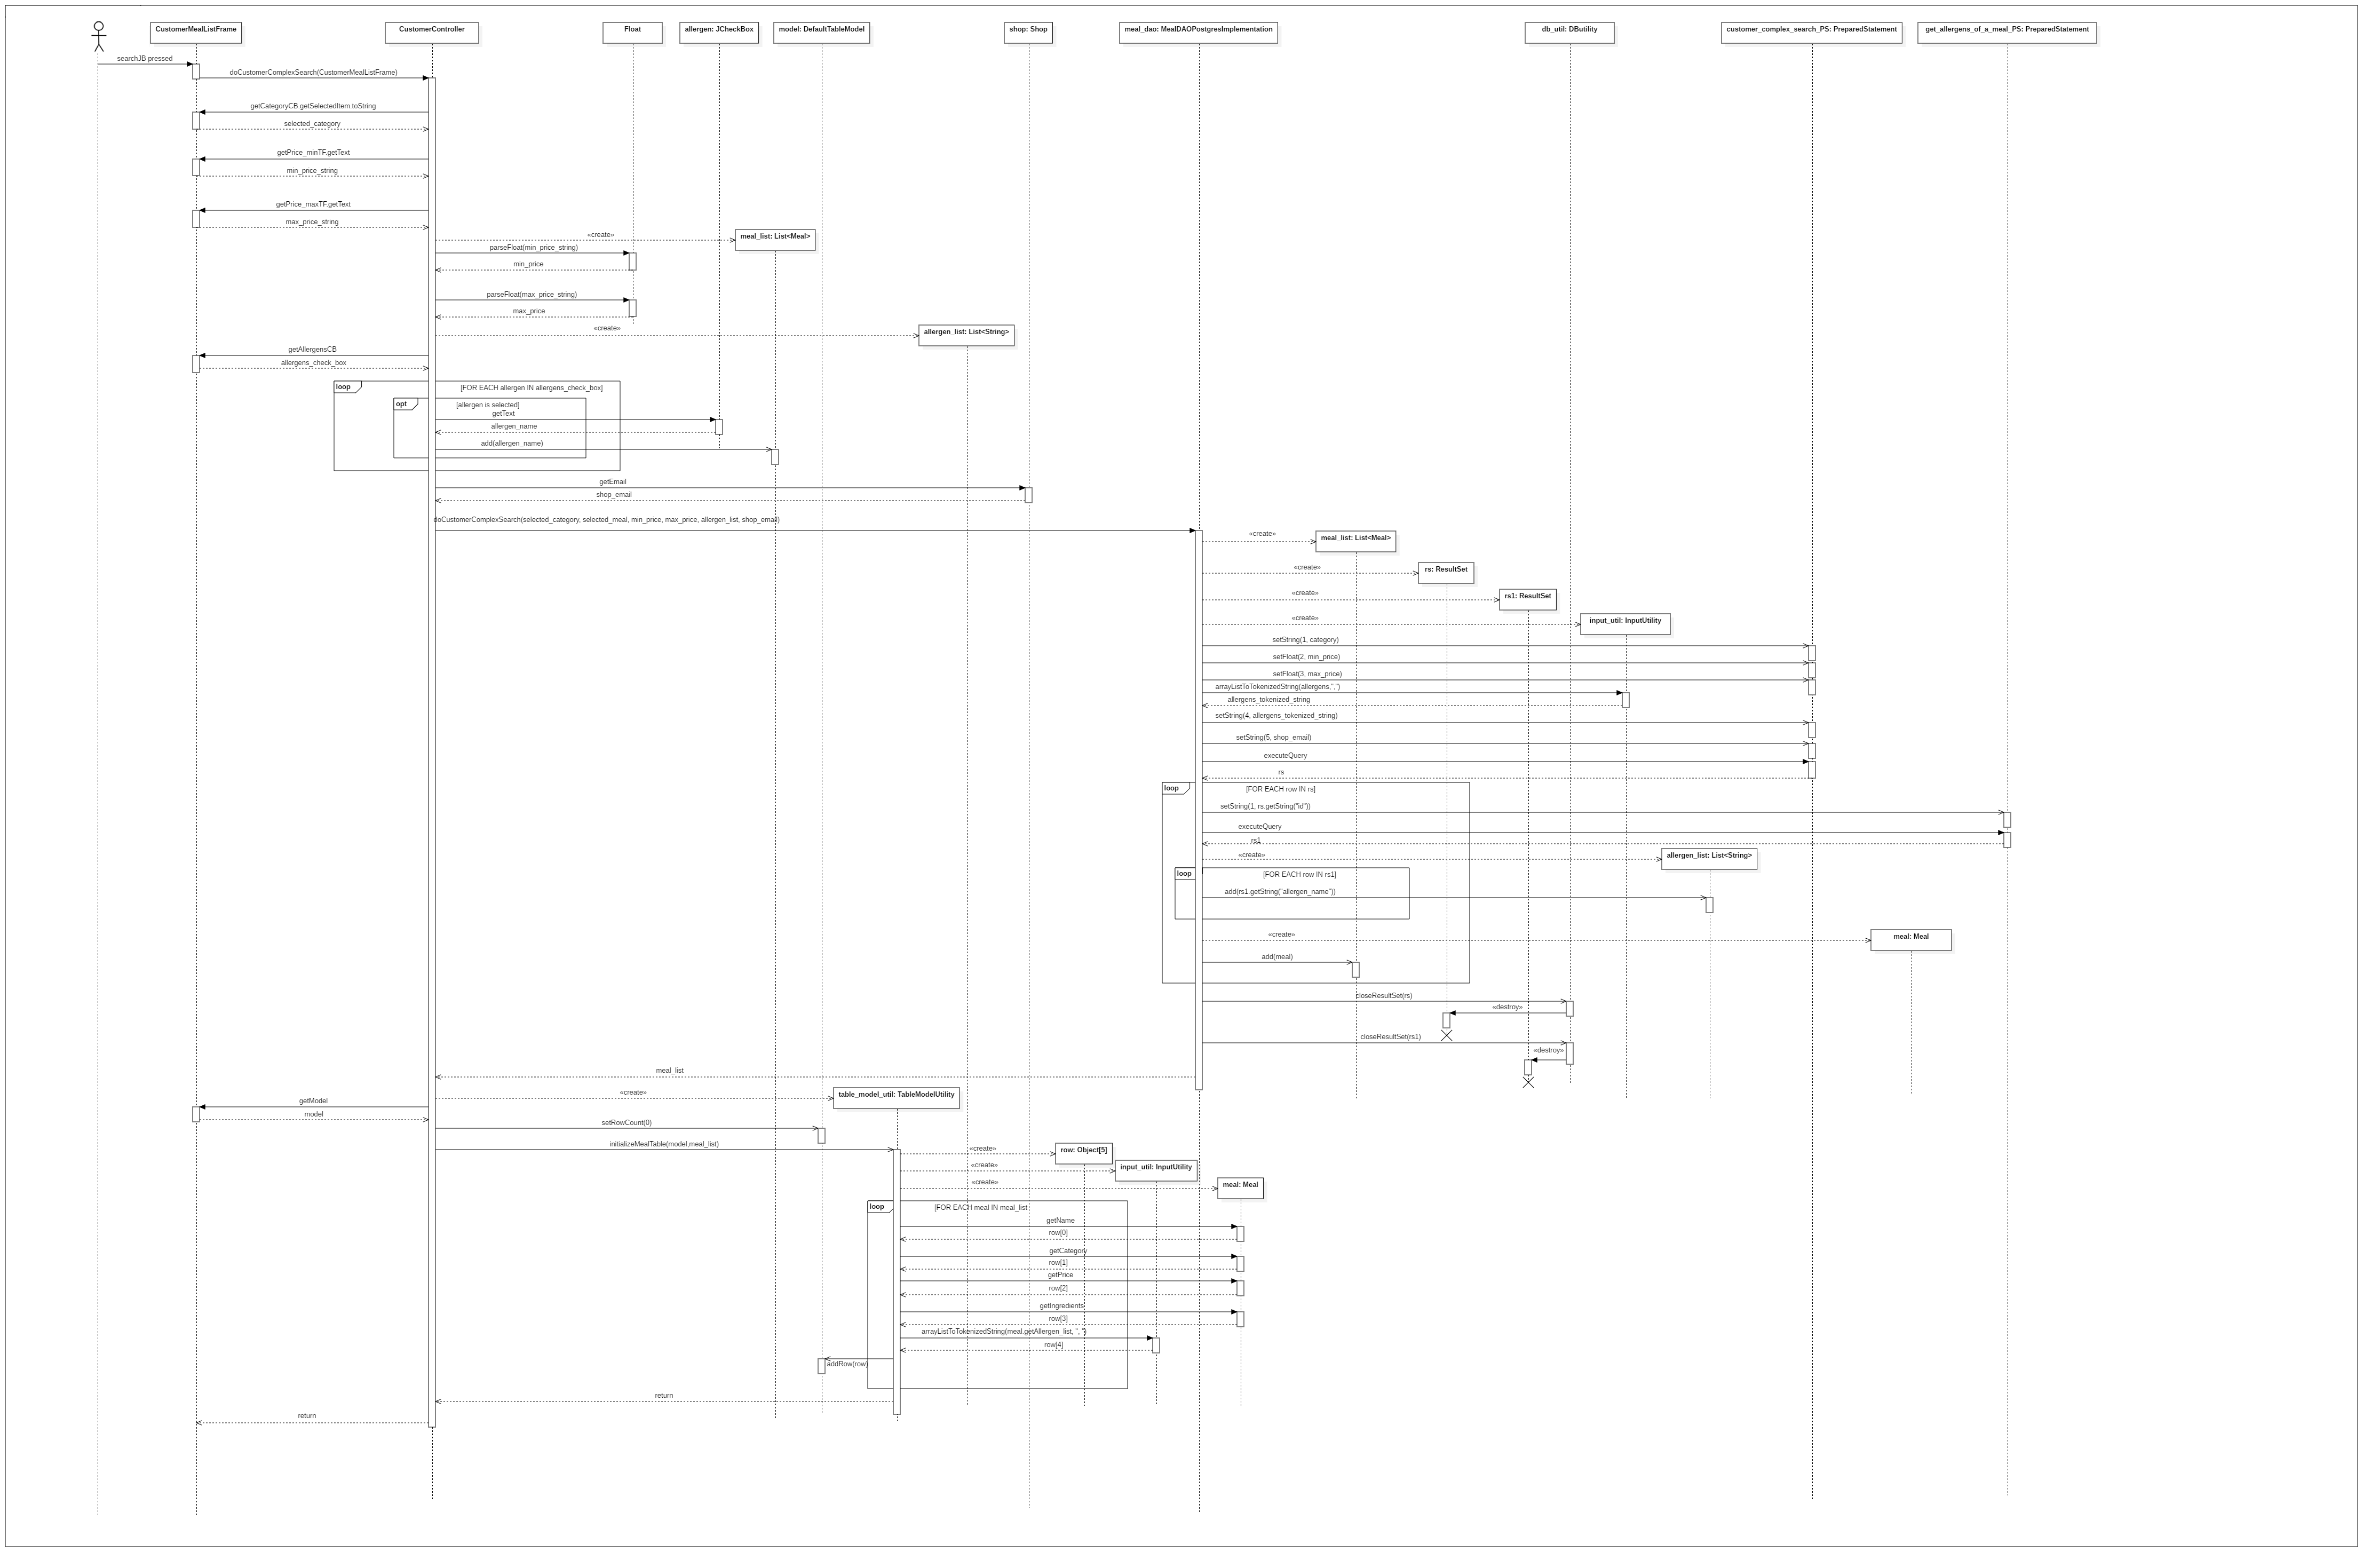 CustomerMealListFrame
CustomerController
Float
allergen: JCheckBox
model: DefaultTableModel
shop: Shop
meal_dao: MealDAOPostgresImplementation
db_util: DButility
customer_complex_search_PS: PreparedStatement
get_allergens_of_a_meal_PS: PreparedStatement
searchJB pressed
doCustomerComplexSearch(CustomerMealListFrame)
getCategoryCB.getSelectedItem.toString
selected_category
getPrice_minTF.getText
min_price_string
getPrice_maxTF.getText
max_price_string
«create»
meal_list: List<Meal>
parseFloat(min_price_string)
min_price
parseFloat(max_price_string)
max_price
«create»
allergen_list: List<String>
getAllergensCB
allergens_check_box
loop
[FOR EACH allergen IN allergens_check_box]
opt
[allergen is selected]
getText
allergen_name
add(allergen_name)
getEmail
shop_email
doCustomerComplexSearch(selected_category, selected_meal, min_price, max_price, allergen_list, shop_email)
«create»
meal_list: List<Meal>
«create»
rs: ResultSet
«create»
rs1: ResultSet
«create»
input_util: InputUtility
setString(1, category)
setFloat(2, min_price)
setFloat(3, max_price)
arrayListToTokenizedString(allergens,",")
allergens_tokenized_string
setString(4, allergens_tokenized_string)
setString(5, shop_email)
executeQuery
rs
loop
[FOR EACH row IN rs]
setString(1, rs.getString("id"))
executeQuery
rs1
«create»
allergen_list: List<String>
loop
[FOR EACH row IN rs1]
add(rs1.getString("allergen_name"))
«create»
meal: Meal
add(meal)
closeResultSet(rs)
«destroy»
closeResultSet(rs1)
«destroy»
meal_list
«create»
table_model_util: TableModelUtility
getModel
model
setRowCount(0)
initializeMealTable(model,meal_list)
«create»
row: Object[5]
«create»
input_util: InputUtility
«create»
meal: Meal
loop
[FOR EACH meal IN meal_list
getName
row[0]
getCategory
row[1]
getPrice
row[2]
getIngredients
row[3]
arrayListToTokenizedString(meal.getAllergen_list, ", ")
row[4]
addRow(row)
return
return